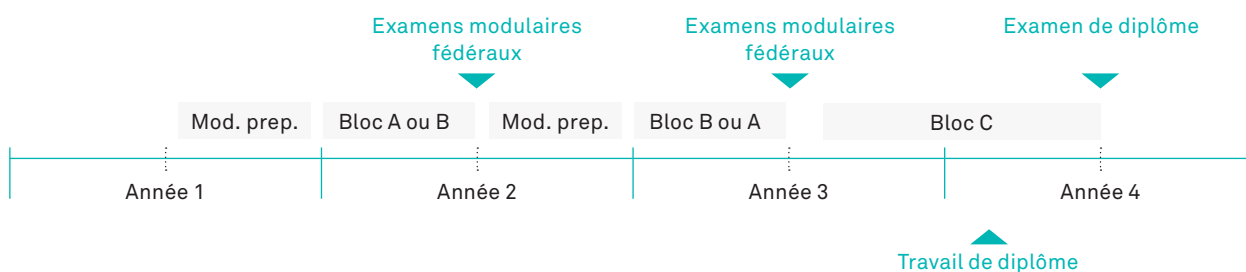 Examens modulaires
fédéraux
Examens modulaires
fédéraux
Examen de diplôme
Mod. prep.
Bloc A ou B
Mod. prep.
Bloc B ou A
Bloc C
Année 1
Année 2
Année 3
Année 4
Travail de diplôme